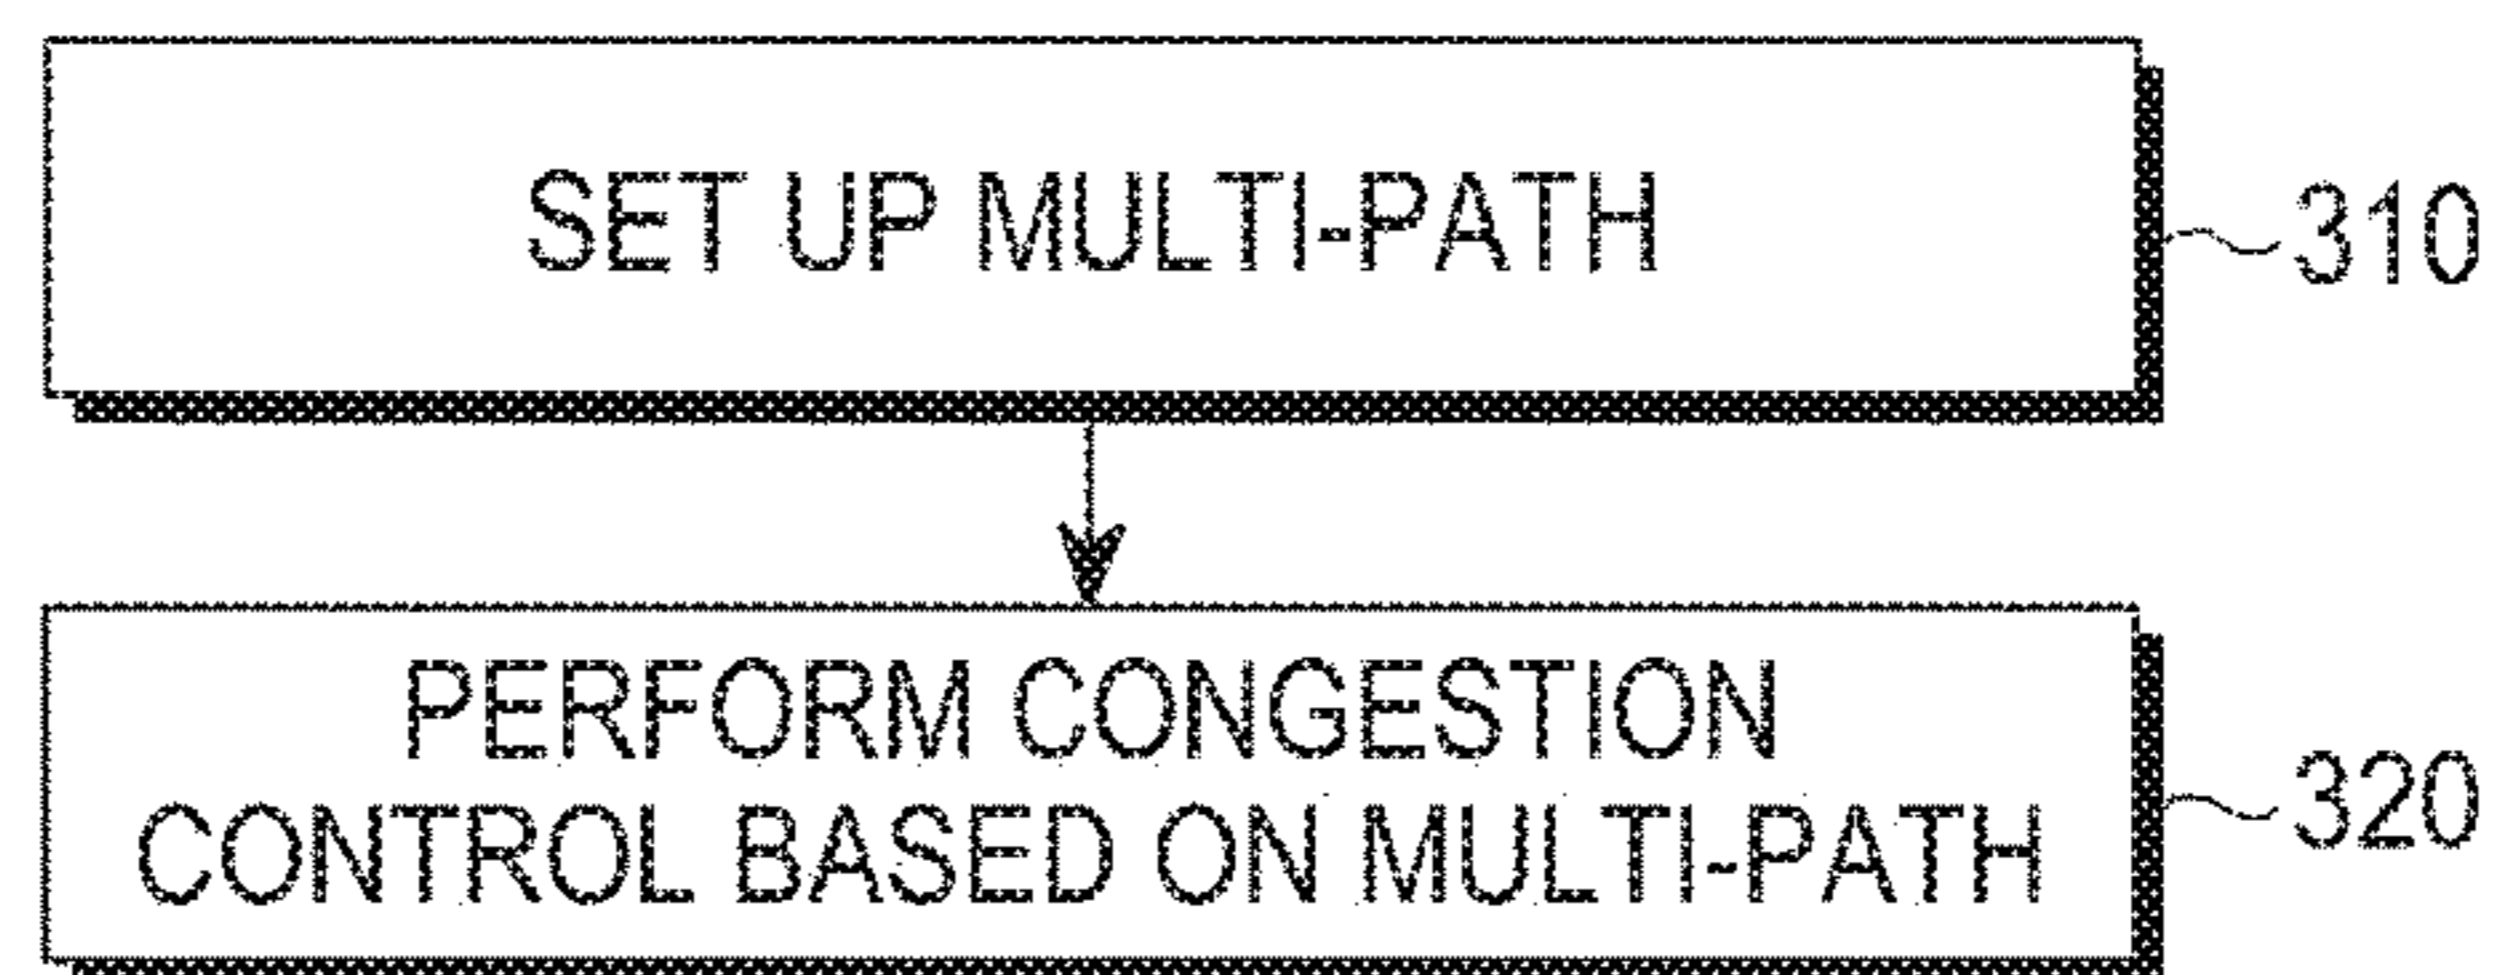 SET UP MULTI-PATH
310
PERFORM CONGESTION
CONTROL BASED ON MULTI-PATH
320